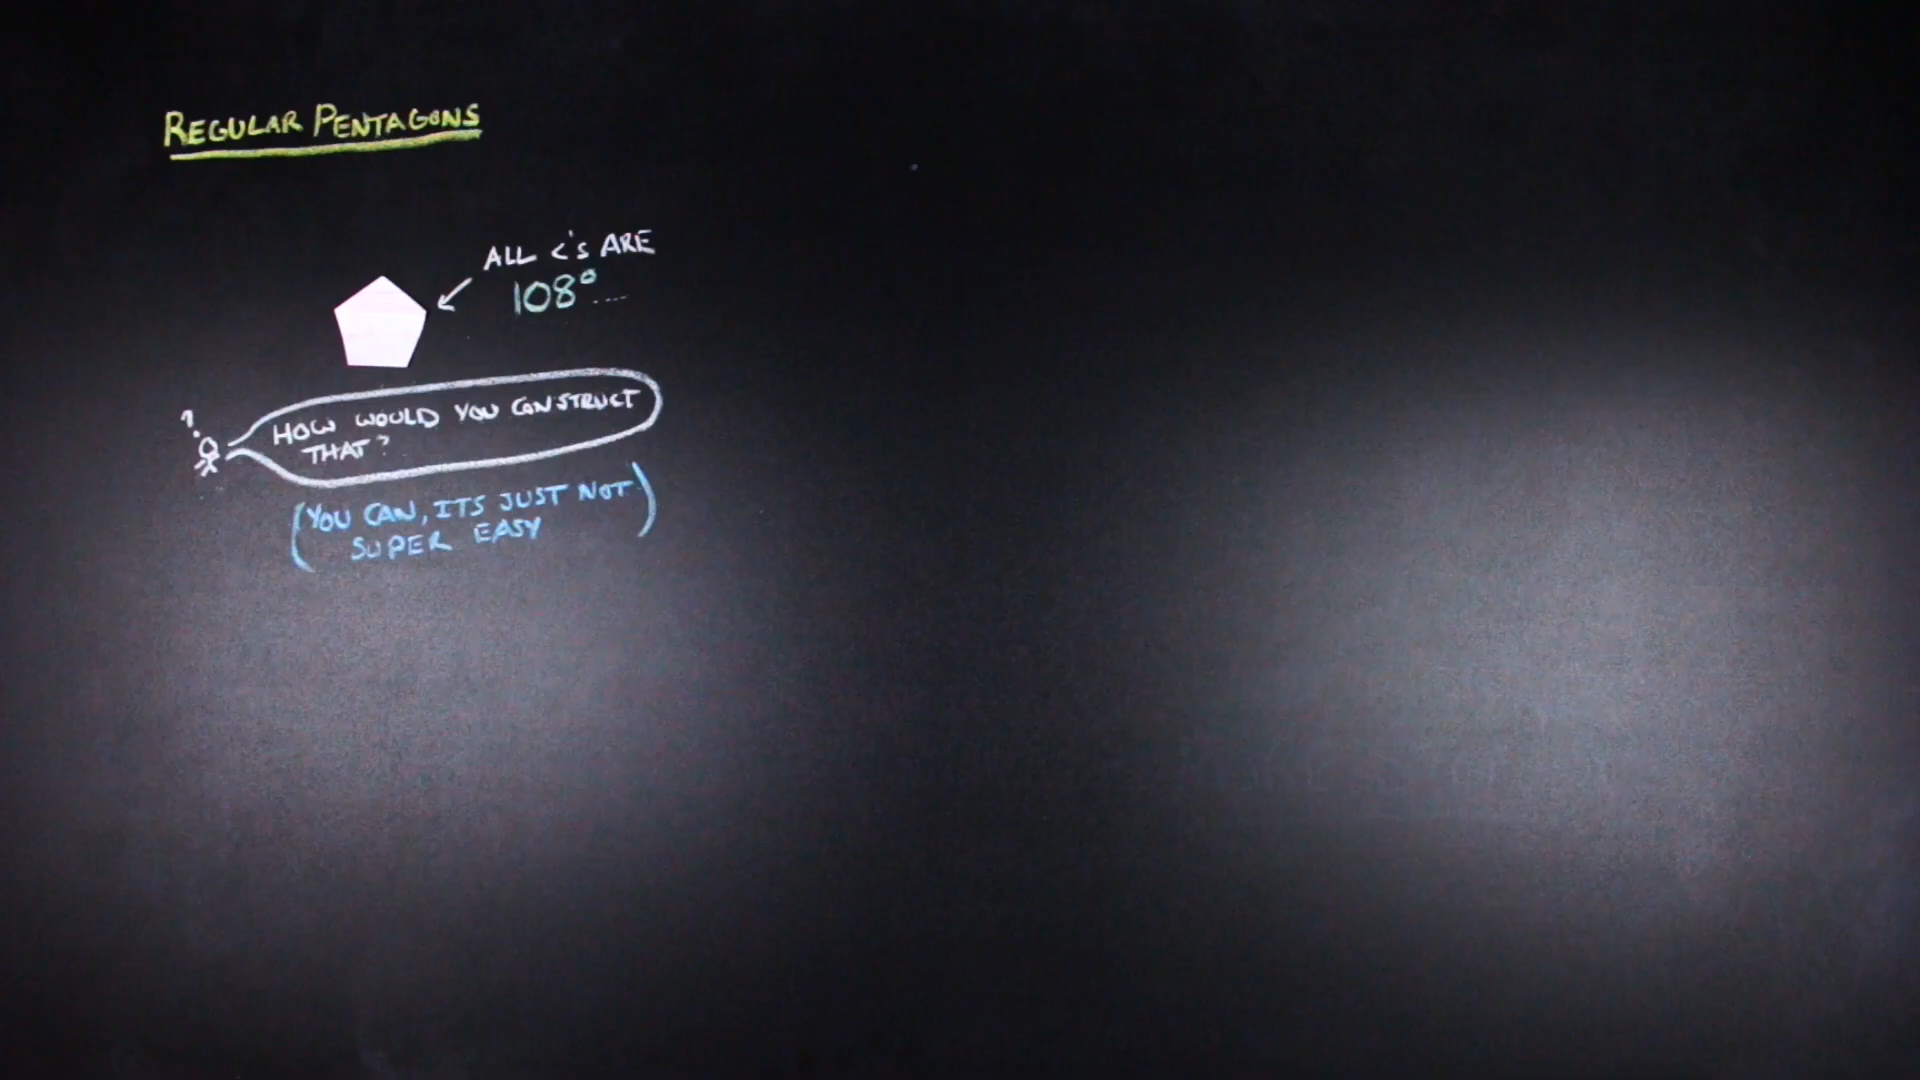 REGULAR PENTAGONS
ALL <'S ARE
108°....
?
HOW WOULD YOU CONSTRUCT
THAT?
(YOU CAN, ITS JUST NOT
SUPER EASY)